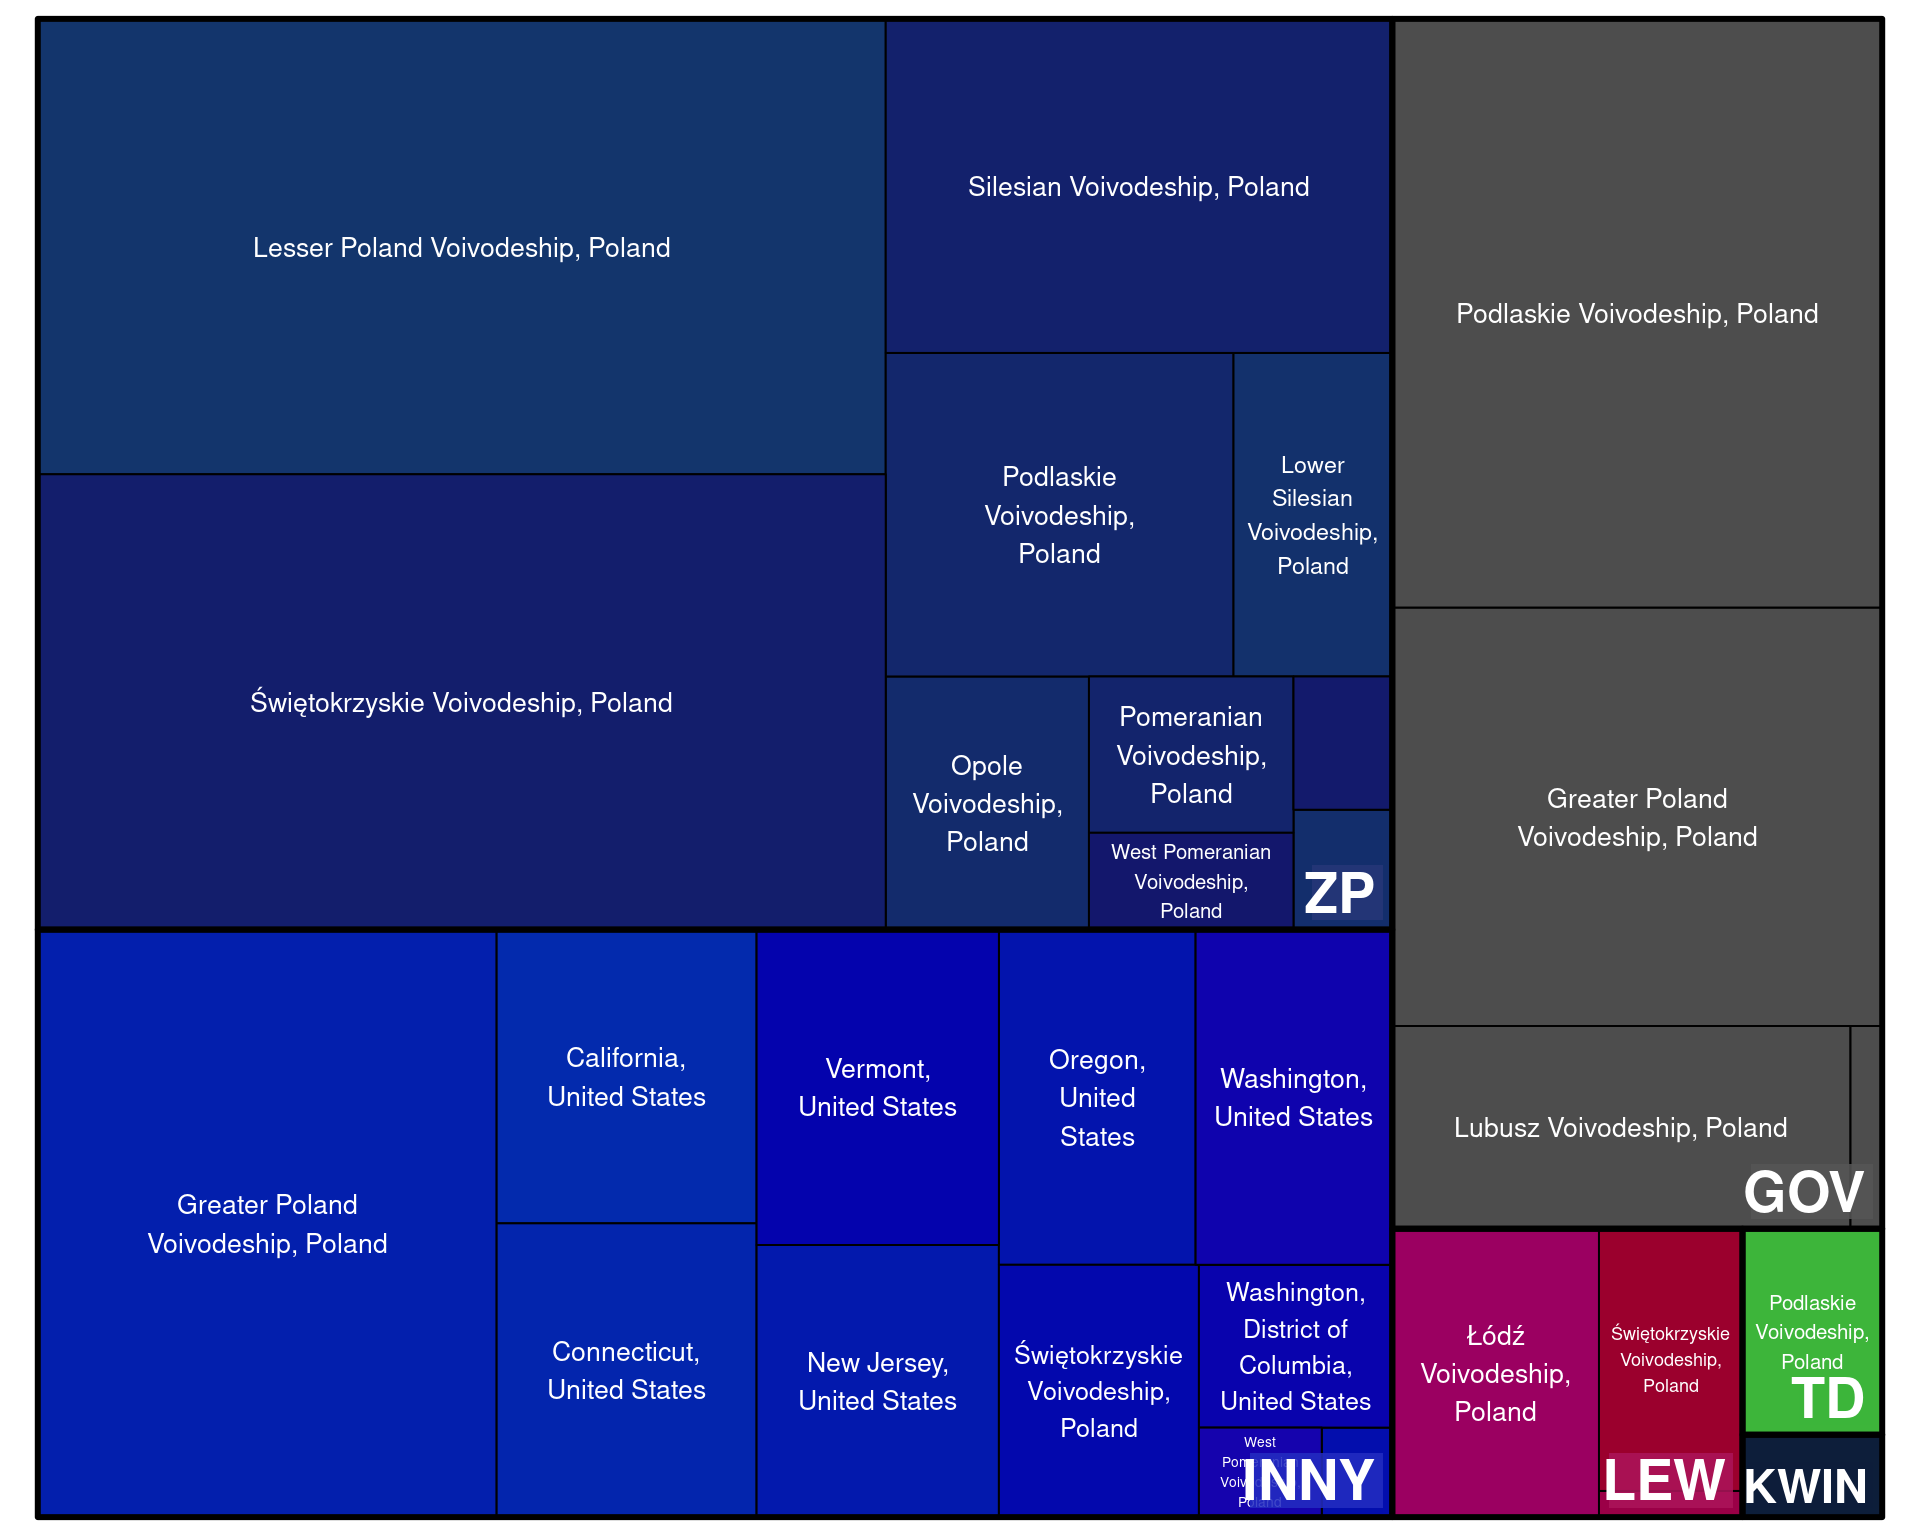 Lesser Poland Voivodeship, Poland
Świętokrzyskie Voivodeship, Poland
Silesian Voivodeship, Poland
Podlaskie
Voivodeship,
Poland
Lower
Silesian
Voivodeship,
Poland
Opole
Voivodeship,
Poland
Pomeranian
Voivodeship,
Poland
West Pomeranian
Voivodeship,
Poland
ZP
Greater Poland
Voivodeship, Poland
California,
United States
Connecticut,
United States
Vermont,
United States
New Jersey,
United States
Oregon,
United
States
Washington,
United States
Świętokrzyskie
Voivodeship,
Poland
Washington,
District of
Columbia,
United States
West
Pomeranian
Voivodeship,
Poland
INNY
Podlaskie Voivodeship, Poland
Greater Poland
Voivodeship, Poland
Lubusz Voivodeship, Poland
GOV
Łódź
Voivodeship,
Poland
Świętokrzyskie
Voivodeship,
Poland
LEW
Podlaskie
Voivodeship,
Poland
TD
KWIN